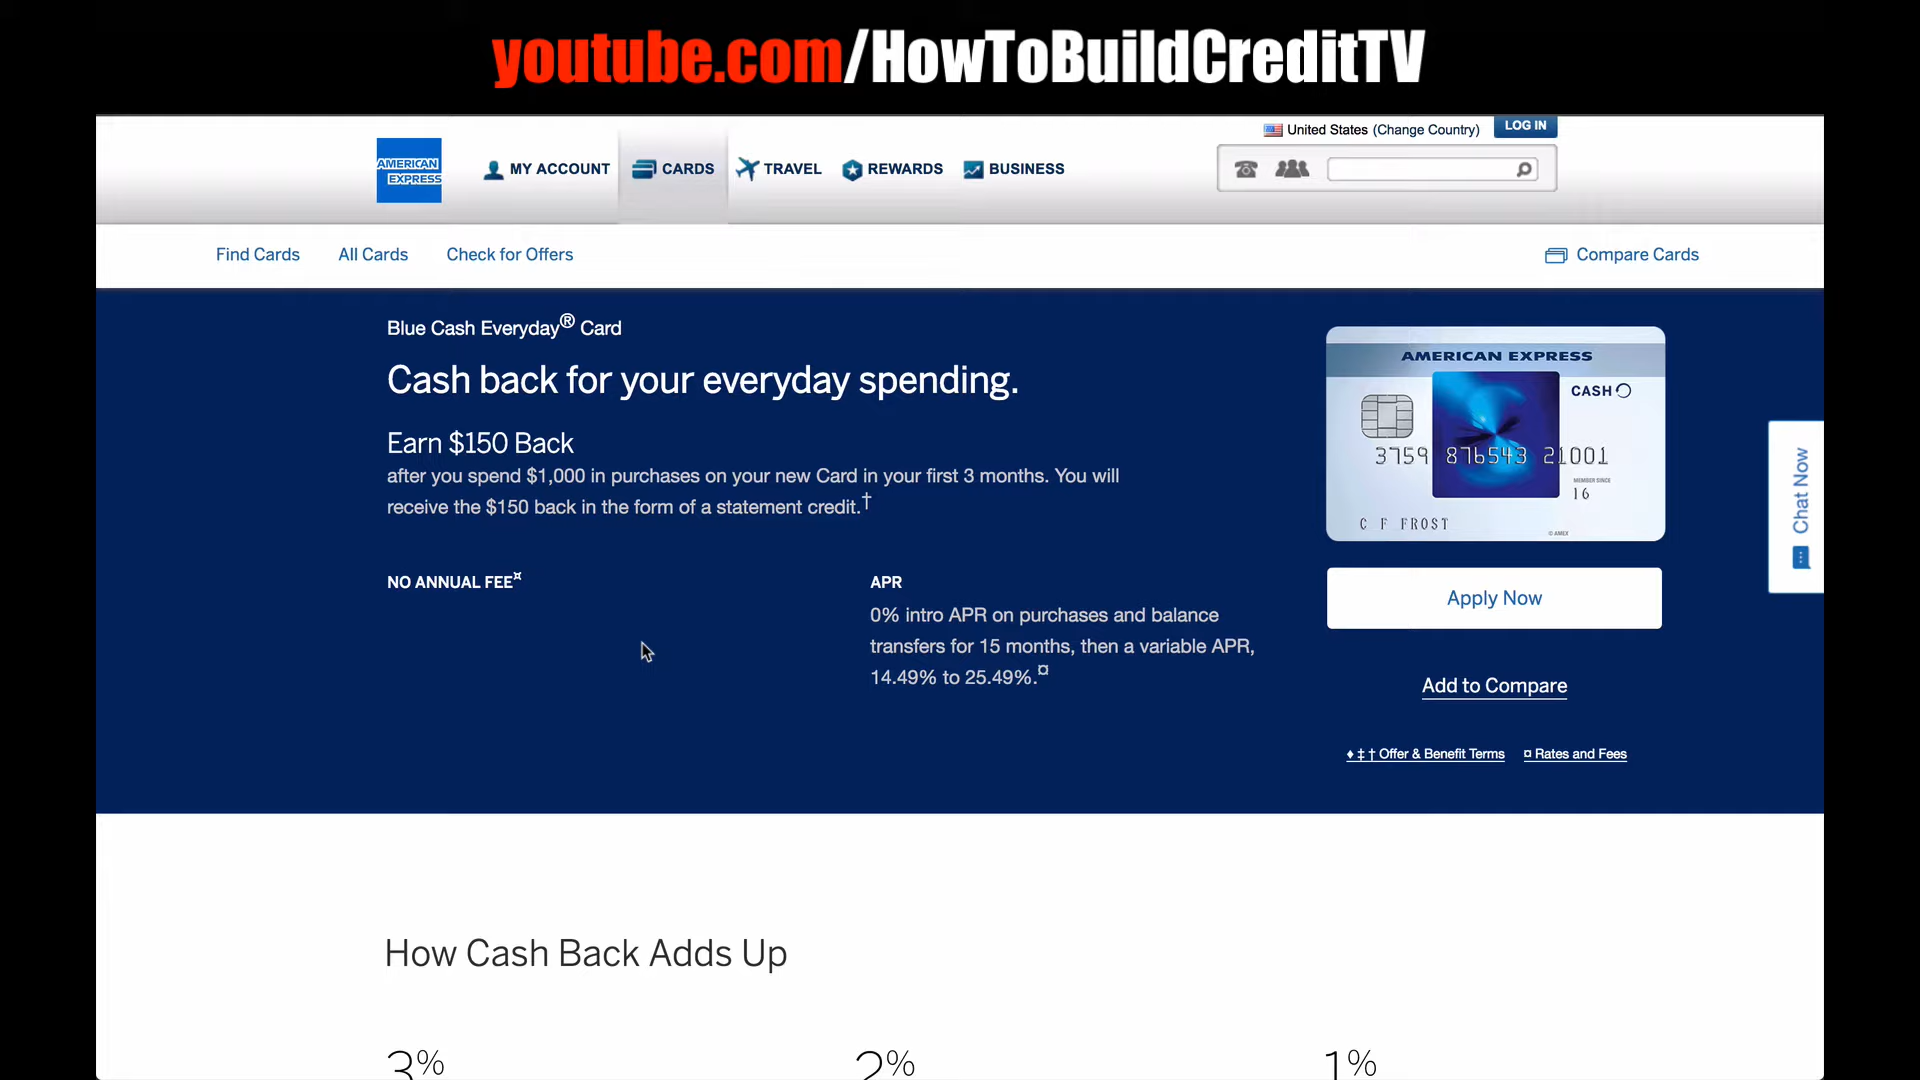 youtube.com/HowToBuildCreditTV
United States (Change Country) LOG IN
AMERICAN EXPRESS
MY ACCOUNT CARDS TRAVEL REWARDS BUSINESS
Find Cards All Cards Check for Offers Compare Cards
Blue Cash Everyday® Card
Cash back for your everyday spending.
Earn $150 Back
after you spend $1,000 in purchases on your new Card in your first 3 months. You will
receive the $150 back in the form of a statement credit.†
NO ANNUAL FEE¤
APR
0% intro APR on purchases and balance
transfers for 15 months, then a variable APR,
14.49% to 25.49%.¤
AMERICAN EXPRESS
CASH
3759 876543 21001
MEMBER SINCE
16
C F FROST
© AMEX
Apply Now
Add to Compare
♦ ‡ † Offer & Benefit Terms ¤ Rates and Fees
Chat Now
How Cash Back Adds Up
3% 2% 1%